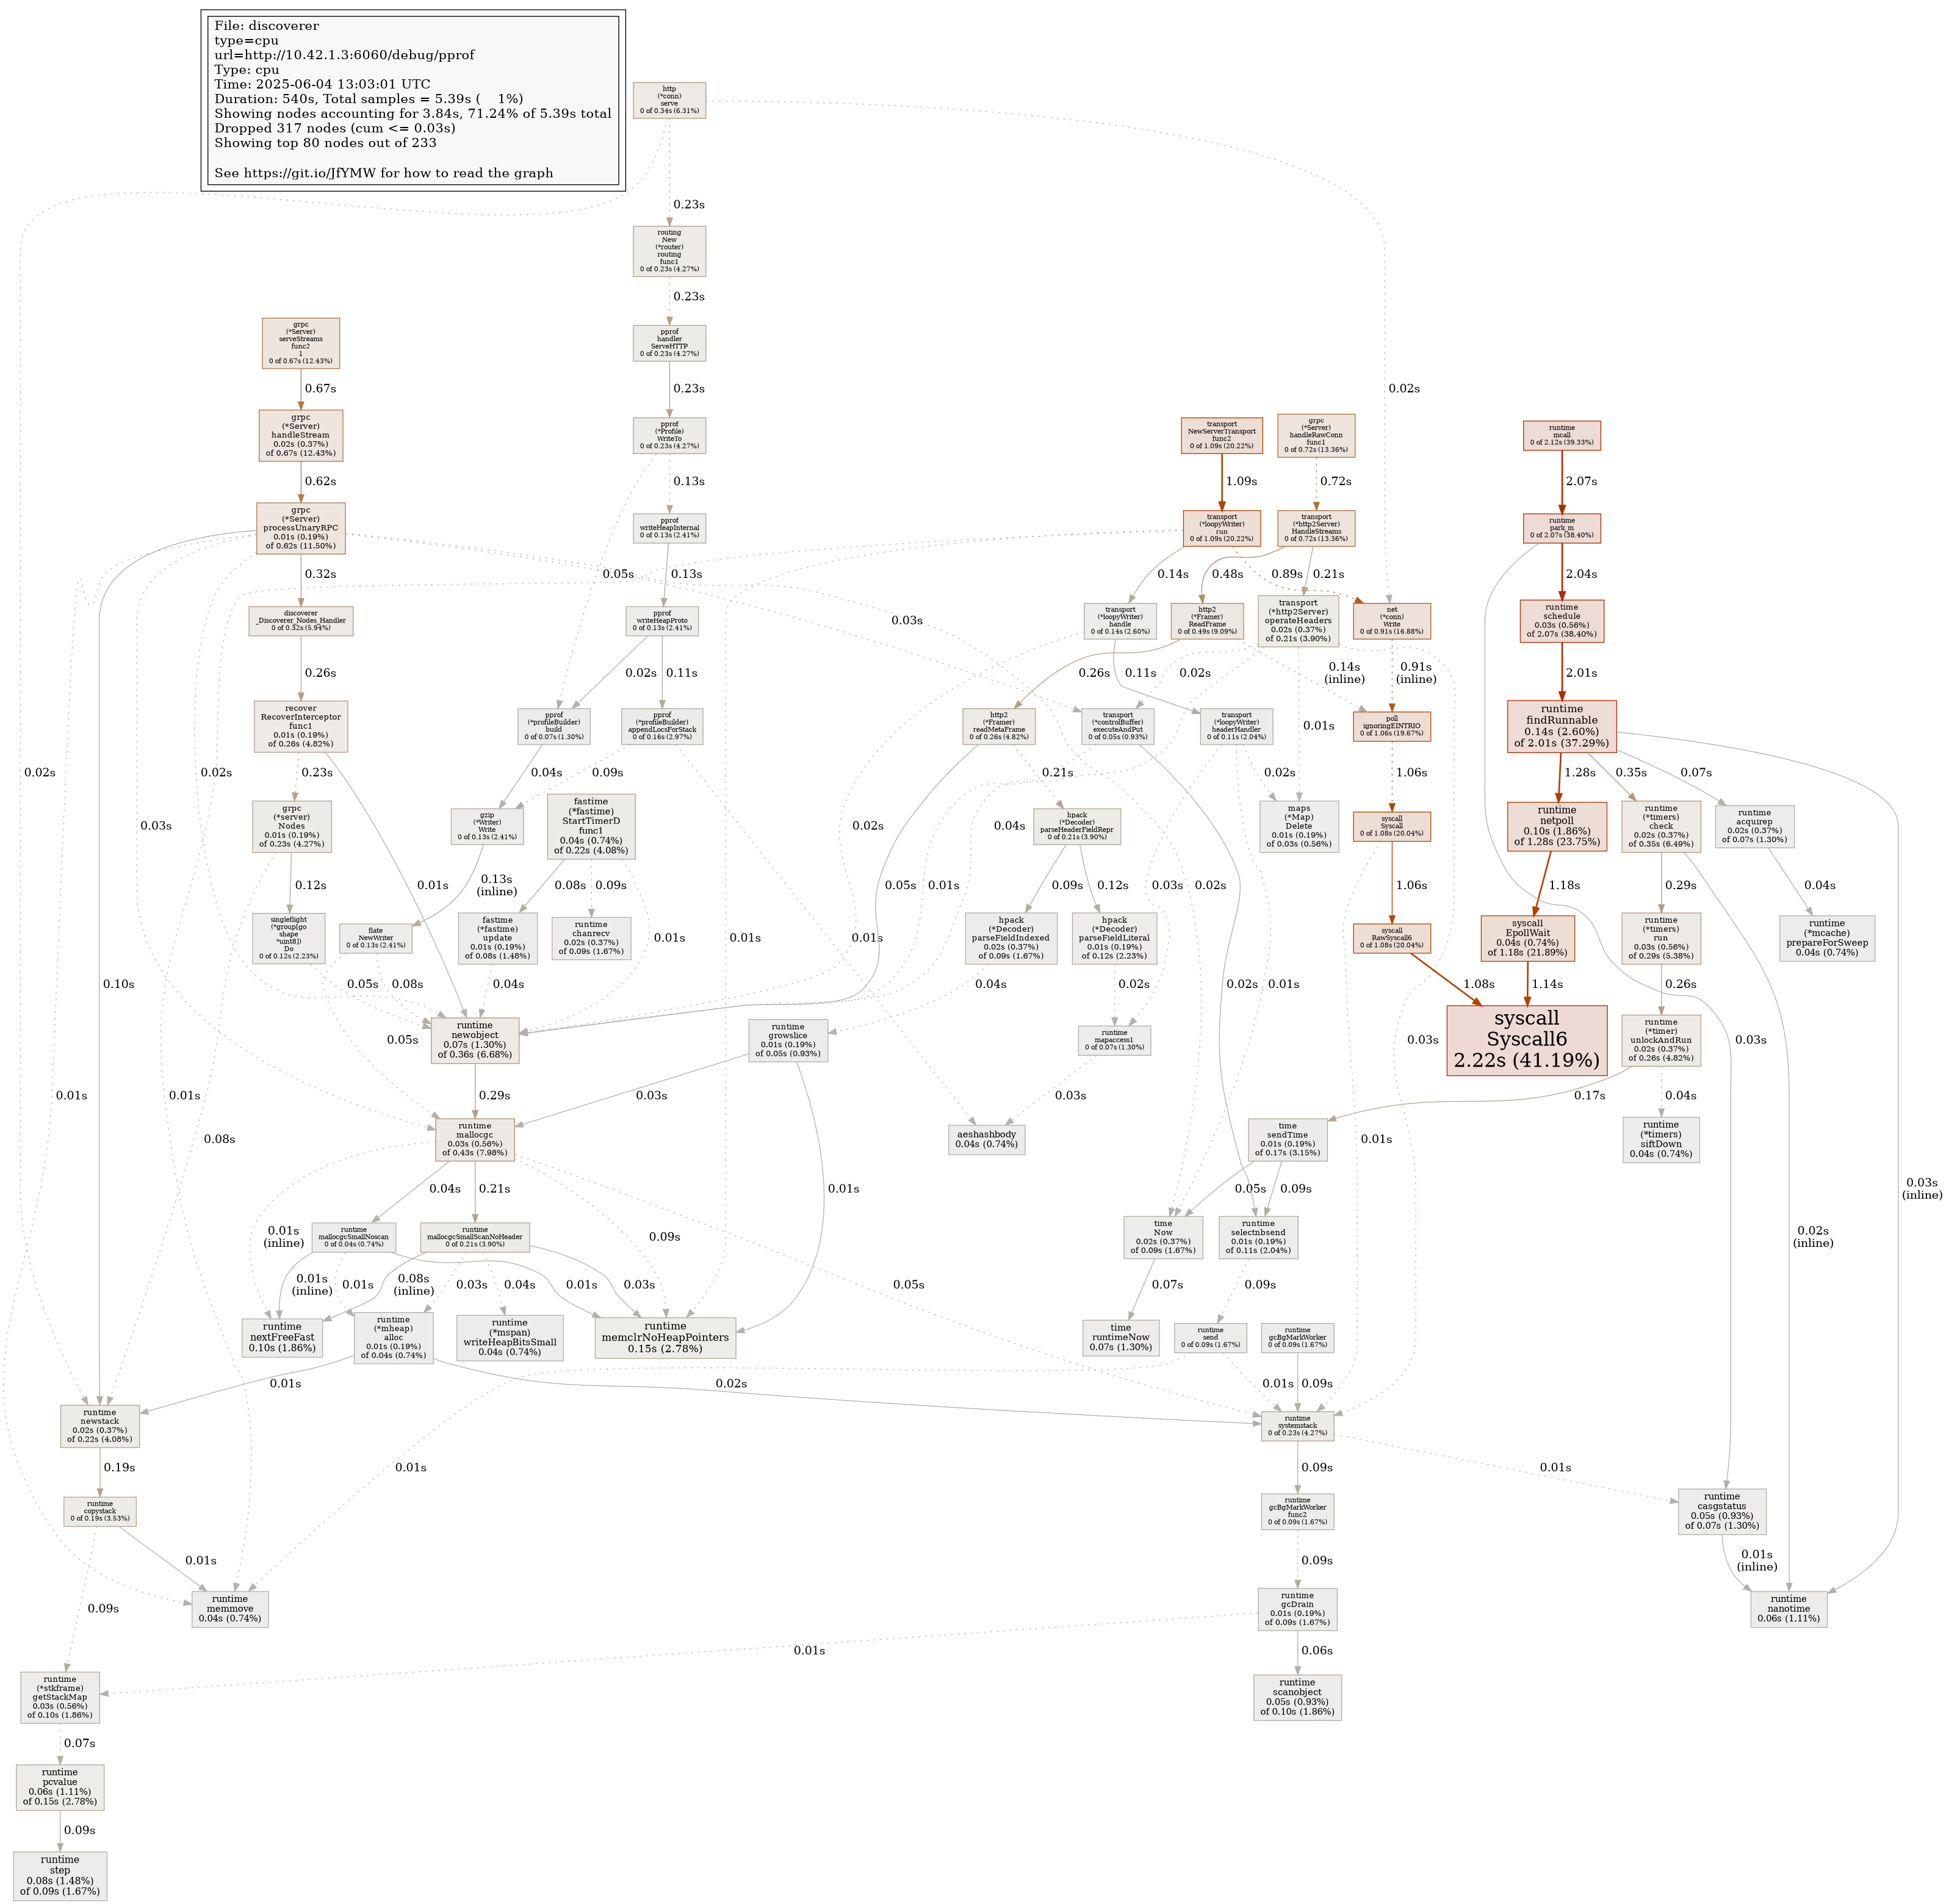 File: discoverer
type=cpu
url=http://10.42.1.3:6060/debug/pprof
Type: cpu
Time: 2025-06-04 13:03:01 UTC
Duration: 540s, Total samples = 5.39s (    1%)
Showing nodes accounting for 3.84s, 71.24% of 5.39s total
Dropped 317 nodes (cum <= 0.03s)
Showing top 80 nodes out of 233
See https://git.io/JfYMW for how to read the graph
http
(*conn)
serve
0 of 0.34s (6.31%)
0.23s
routing
New
(*router)
routing
func1
0 of 0.23s (4.27%)
0.23s
grpc
(*Server)
serveStreams
func2
1
0 of 0.67s (12.43%)
pprof
handler
ServeHTTP
0 of 0.23s (4.27%)
0.67s
0.23s
0.02s
grpc
(*Server)
handleStream
0.02s (0.37%)
of 0.67s (12.43%)
pprof
(*Profile)
WriteTo
0 of 0.23s (4.27%)
transport
NewServerTransport
func2
0 of 1.09s (20.22%)
grpc
(*Server)
handleRawConn
func1
0 of 0.72s (13.36%)
runtime
mcall
0 of 2.12s (39.33%)
0.62s
0.13s
1.09s
0.72s
2.07s
grpc
(*Server)
processUnaryRPC
0.01s (0.19%)
of 0.62s (11.50%)
pprof
writeHeapInternal
0 of 0.13s (2.41%)
transport
(*loopyWriter)
run
0 of 1.09s (20.22%)
transport
(*http2Server)
HandleStreams
0 of 0.72s (13.36%)
runtime
park_m
0 of 2.07s (38.40%)
0.32s
0.05s
0.13s
0.14s
0.48s
0.89s
0.21s
2.04s
discoverer
_Discoverer_Nodes_Handler
0 of 0.32s (5.94%)
pprof
writeHeapProto
0 of 0.13s (2.41%)
0.03s
transport
(*loopyWriter)
handle
0 of 0.14s (2.60%)
http2
(*Framer)
ReadFrame
0 of 0.49s (9.09%)
transport
(*http2Server)
operateHeaders
0.02s (0.37%)
of 0.21s (3.90%)
net
(*conn)
Write
0 of 0.91s (16.88%)
runtime
schedule
0.03s (0.56%)
of 2.07s (38.40%)
0.26s
0.02s
0.11s
0.11s
0.26s
0.02s
0.14s
(inline)
0.91s
(inline)
2.01s
recover
RecoverInterceptor
func1
0.01s (0.19%)
of 0.26s (4.82%)
pprof
(*profileBuilder)
build
0 of 0.07s (1.30%)
pprof
(*profileBuilder)
appendLocsForStack
0 of 0.16s (2.97%)
http2
(*Framer)
readMetaFrame
0 of 0.26s (4.82%)
transport
(*controlBuffer)
executeAndPut
0 of 0.05s (0.93%)
transport
(*loopyWriter)
headerHandler
0 of 0.11s (2.04%)
0.01s
poll
ignoringEINTRIO
0 of 1.06s (19.67%)
runtime
findRunnable
0.14s (2.60%)
of 2.01s (37.29%)
0.02s
0.02s
0.23s
0.04s
0.09s
0.21s
0.02s
1.06s
1.28s
0.35s
0.07s
0.03s
grpc
(*server)
Nodes
0.01s (0.19%)
of 0.23s (4.27%)
gzip
(*Writer)
Write
0 of 0.13s (2.41%)
fastime
(*fastime)
StartTimerD
func1
0.04s (0.74%)
of 0.22s (4.08%)
0.02s
0.04s
hpack
(*Decoder)
parseHeaderFieldRepr
0 of 0.21s (3.90%)
maps
(*Map)
Delete
0.01s (0.19%)
of 0.03s (0.56%)
syscall
Syscall
0 of 1.08s (20.04%)
runtime
netpoll
0.10s (1.86%)
of 1.28s (23.75%)
runtime
(*timers)
check
0.02s (0.37%)
of 0.35s (6.49%)
runtime
acquirep
0.02s (0.37%)
of 0.07s (1.30%)
0.12s
0.01s
0.13s
(inline)
0.08s
0.09s
0.05s
0.01s
0.09s
0.12s
0.03s
0.02s
1.06s
1.18s
0.29s
0.04s
singleflight
(*group[go
shape
*uint8])
Do
0 of 0.12s (2.23%)
flate
NewWriter
0 of 0.13s (2.41%)
fastime
(*fastime)
update
0.01s (0.19%)
of 0.08s (1.48%)
runtime
chanrecv
0.02s (0.37%)
of 0.09s (1.67%)
0.01s
0.01s
0.01s
hpack
(*Decoder)
parseFieldIndexed
0.02s (0.37%)
of 0.09s (1.67%)
hpack
(*Decoder)
parseFieldLiteral
0.01s (0.19%)
of 0.12s (2.23%)
syscall
RawSyscall6
0 of 1.08s (20.04%)
syscall
EpollWait
0.04s (0.74%)
of 1.18s (21.89%)
runtime
(*timers)
run
0.03s (0.56%)
of 0.29s (5.38%)
runtime
(*mcache)
prepareForSweep
0.04s (0.74%)
0.10s
0.05s
0.08s
0.04s
0.04s
0.02s
0.02s
0.01s
1.08s
1.14s
0.26s
runtime
newobject
0.07s (1.30%)
of 0.36s (6.68%)
runtime
growslice
0.01s (0.19%)
of 0.05s (0.93%)
runtime
mapaccess1
0 of 0.07s (1.30%)
syscall
Syscall6
2.22s (41.19%)
runtime
(*timer)
unlockAndRun
0.02s (0.37%)
of 0.26s (4.82%)
0.05s
0.03s
0.03s
0.01s
0.01s
0.29s
0.03s
0.03s
0.17s
0.04s
0.08s
runtime
mallocgc
0.03s (0.56%)
of 0.43s (7.98%)
aeshashbody
0.04s (0.74%)
time
sendTime
0.01s (0.19%)
of 0.17s (3.15%)
0.01s
runtime
(*timers)
siftDown
0.04s (0.74%)
0.04s
0.21s
0.01s
0.05s
0.09s
0.03s
(inline)
0.01s
(inline)
runtime
mallocgcSmallNoscan
0 of 0.04s (0.74%)
runtime
mallocgcSmallScanNoHeader
0 of 0.21s (3.90%)
0.09s
time
Now
0.02s (0.37%)
of 0.09s (1.67%)
runtime
selectnbsend
0.01s (0.19%)
of 0.11s (2.04%)
0.02s
(inline)
0.01s
(inline)
0.01s
0.08s
(inline)
0.03s
0.04s
0.01s
0.03s
0.05s
0.07s
0.09s
runtime
nextFreeFast
0.10s (1.86%)
runtime
(*mheap)
alloc
0.01s (0.19%)
of 0.04s (0.74%)
runtime
(*mspan)
writeHeapBitsSmall
0.04s (0.74%)
runtime
memclrNoHeapPointers
0.15s (2.78%)
time
runtimeNow
0.07s (1.30%)
runtime
send
0 of 0.09s (1.67%)
runtime
gcBgMarkWorker
0 of 0.09s (1.67%)
0.01s
0.02s
0.01s
0.09s
runtime
newstack
0.02s (0.37%)
of 0.22s (4.08%)
runtime
systemstack
0 of 0.23s (4.27%)
0.19s
0.01s
0.09s
0.01s
runtime
copystack
0 of 0.19s (3.53%)
runtime
gcBgMarkWorker
func2
0 of 0.09s (1.67%)
runtime
casgstatus
0.05s (0.93%)
of 0.07s (1.30%)
0.01s
0.09s
0.01s
(inline)
0.09s
runtime
memmove
0.04s (0.74%)
runtime
gcDrain
0.01s (0.19%)
of 0.09s (1.67%)
runtime
nanotime
0.06s (1.11%)
0.01s
0.06s
runtime
(*stkframe)
getStackMap
0.03s (0.56%)
of 0.10s (1.86%)
runtime
scanobject
0.05s (0.93%)
of 0.10s (1.86%)
0.07s
runtime
pcvalue
0.06s (1.11%)
of 0.15s (2.78%)
0.09s
runtime
step
0.08s (1.48%)
of 0.09s (1.67%)